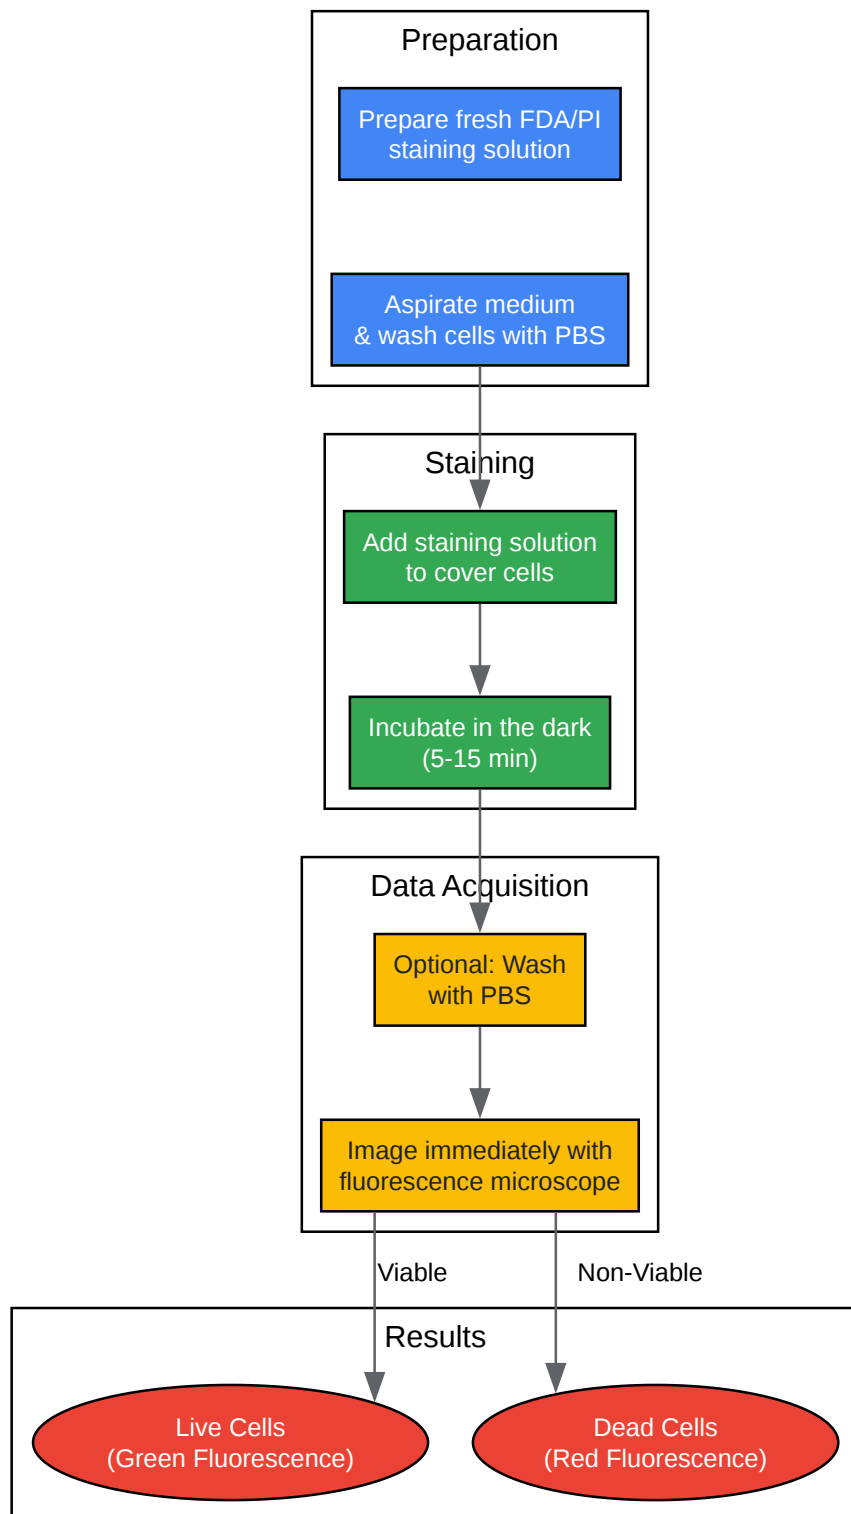 Preparation
Prepare fresh FDA/PI
staining solution
Aspirate medium
& wash cells with PBS
Staining
Add staining solution
to cover cells
Incubate in the dark
(5-15 min)
Data Acquisition
Optional: Wash
with PBS
Image immediately with
fluorescence microscope
Viable
Non-Viable
Results
Live Cells
(Green Fluorescence)
Dead Cells
(Red Fluorescence)